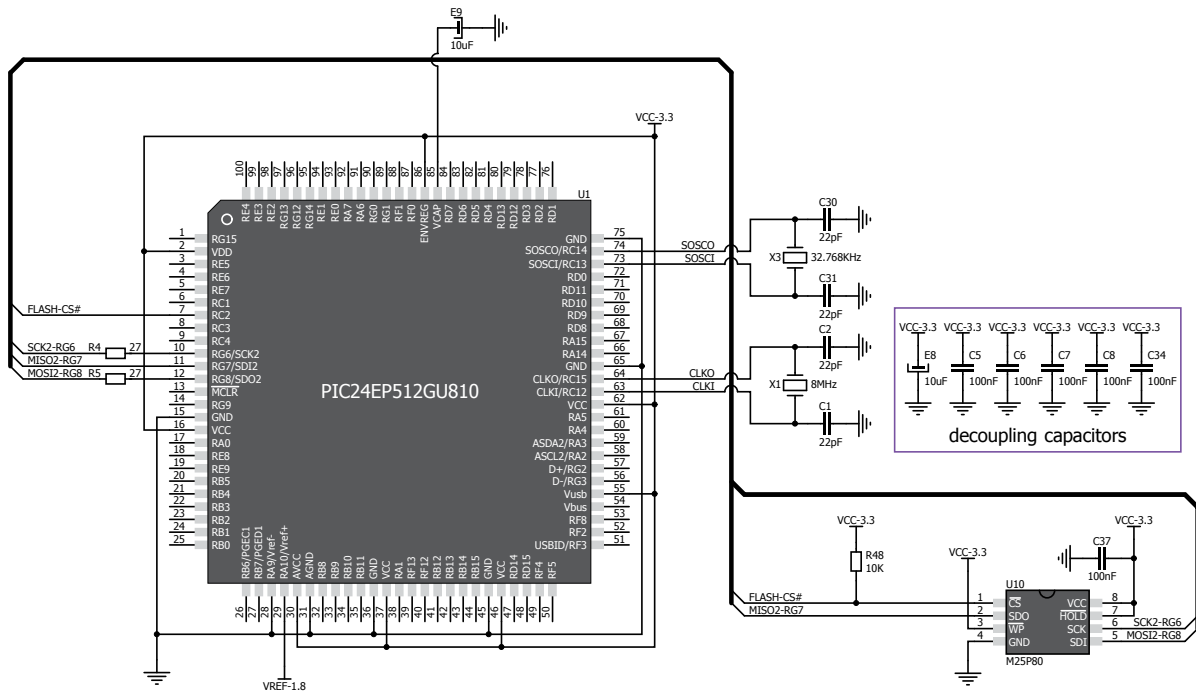 E9
10uF
VCC-3.3
100 99 98 97 96 95 94 93 92 91 90 89 88 87 86 85 84 83 82 81 80 79 78 77 76
RE4 RE3 RE2 RG13 RG12 RG14 RE1 RE0 RA7 RA6 RG0 RG1 RF1 RF0 ENVREG VCAP RD7 RD6 RD5 RD4 RD13 RD12 RD3 RD2 RD1
U1
PIC24EP512GU810
1 RG15
2 VDD
3 RE5
4 RE6
5 RE7
6 RC1
FLASH-CS# 7 RC2
8 RC3
9 RC4
SCK2-RG6 R4 27 10 RG6/SCK2
MISO2-RG7 11 RG7/SDI2
MOSI2-RG8 R5 27 12 RG8/SDO2
13 MCLR
14 RG9
15 GND
16 VCC
17 RA0
18 RE8
19 RE9
20 RB5
21 RB4
22 RB3
23 RB2
24 RB1
25 RB0
GND 75
SOSCO/RC14 74 SOSCO
SOSCI/RC13 73 SOSCI
RD0 72
RD11 71
RD10 70
RD9 69
RD8 68
RA15 67
RA14 66
GND 65
CLKO/RC15 64 CLKO
CLKI/RC12 63 CLKI
VCC 62
RA5 61
RA4 60
ASDA2/RA3 59
ASCL2/RA2 58
D+/RG2 57
D-/RG3 56
Vusb 55
Vbus 54
RF8 53
RF2 52
USBID/RF3 51
RB6/PGEC1 RB7/PGED1 RA9/Vref- RA10/Vref+ AVCC AGND RB8 RB9 RB10 RB11 GND VCC RA1 RF13 RF12 RB12 RB13 RB14 RB15 GND VCC RD14 RD15 RF4 RF5
26 27 28 29 30 31 32 33 34 35 36 37 38 39 40 41 42 43 44 45 46 47 48 49 50
VREF-1.8
C30
22pF
X3 32.768KHz
C31
22pF
C2
22pF
X1 8MHz
C1
22pF
VCC-3.3 VCC-3.3 VCC-3.3 VCC-3.3 VCC-3.3 VCC-3.3
E8 C5 C6 C7 C8 C34
10uF 100nF 100nF 100nF 100nF 100nF
decoupling capacitors
VCC-3.3
R48
10K
VCC-3.3
VCC-3.3
C37
100nF
U10
FLASH-CS# 1 CS VCC 8
MISO2-RG7 2 SDO HOLD 7
3 WP SCK 6 SCK2-RG6
4 GND SDI 5 MOSI2-RG8
M25P80